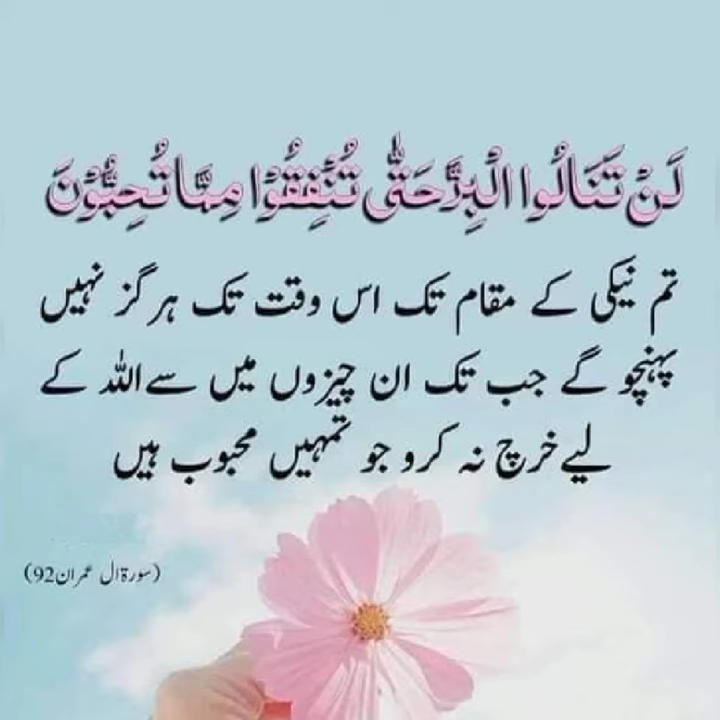 لَنْ تَنَالُوا الْبِرَّ حَتّٰى تُنْفِقُوْا مِمَّا تُحِبُّوْنَ
تم نیکی کے مقام تک اس وقت تک ہرگز نہیں
پہنچو گے جب تک ان چیزوں میں سے اللہ کے
لیے خرچ نہ کرو جو تمہیں محبوب ہیں
(سورۃ ال عمران 92)